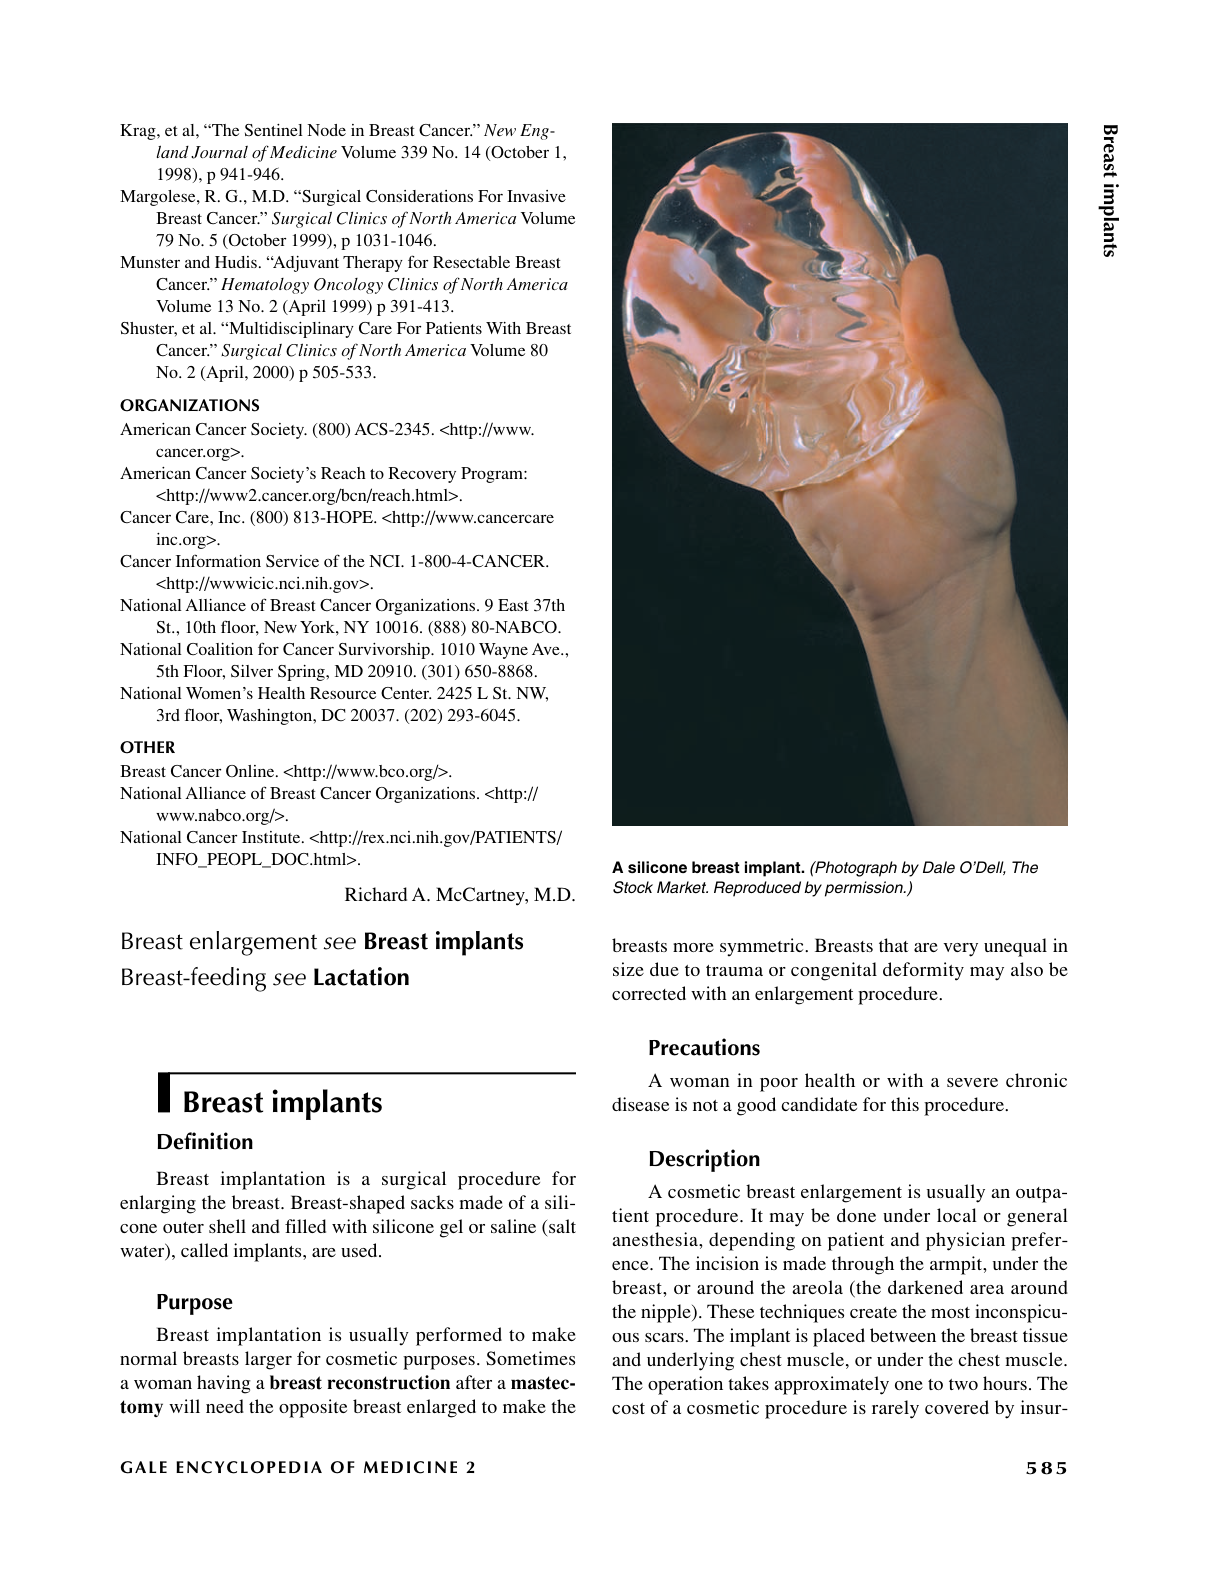 Krag, et al, “The Sentinel Node in Breast Cancer.” New Eng-
land Journal of Medicine Volume 339 No. 14 (October 1,
1998), p 941-946.
Margolese, R. G., M.D. “Surgical Considerations For Invasive
Breast Cancer.” Surgical Clinics of North America Volume
79 No. 5 (October 1999), p 1031-1046.
Munster and Hudis. “Adjuvant Therapy for Resectable Breast
Cancer.” Hematology Oncology Clinics of North America
Volume 13 No. 2 (April 1999) p 391-413.
Shuster, et al. “Multidisciplinary Care For Patients With Breast
Cancer.” Surgical Clinics of North America Volume 80
No. 2 (April, 2000) p 505-533.
ORGANIZATIONS
American Cancer Society. (800) ACS-2345. <http://www.
cancer.org>.
American Cancer Society’s Reach to Recovery Program:
<http://www2.cancer.org/bcn/reach.html>.
Cancer Care, Inc. (800) 813-HOPE. <http://www.cancercare
inc.org>.
Cancer Information Service of the NCI. 1-800-4-CANCER.
<http://wwwicic.nci.nih.gov>.
National Alliance of Breast Cancer Organizations. 9 East 37th
St., 10th floor, New York, NY 10016. (888) 80-NABCO.
National Coalition for Cancer Survivorship. 1010 Wayne Ave.,
5th Floor, Silver Spring, MD 20910. (301) 650-8868.
National Women’s Health Resource Center. 2425 L St. NW,
3rd floor, Washington, DC 20037. (202) 293-6045.
OTHER
Breast Cancer Online. <http://www.bco.org/>.
National Alliance of Breast Cancer Organizations. <http://
www.nabco.org/>.
National Cancer Institute. <http://rex.nci.nih.gov/PATIENTS/
INFO_PEOPL_DOC.html>.
Richard A. McCartney, M.D.
Breast enlargement see Breast implants
Breast-feeding see Lactation
Breast implants
Definition
Breast implantation is a surgical procedure for
enlarging the breast. Breast-shaped sacks made of a sili-
cone outer shell and filled with silicone gel or saline (salt
water), called implants, are used.
Purpose
Breast implantation is usually performed to make
normal breasts larger for cosmetic purposes. Sometimes
a woman having a breast reconstruction after a mastec-
tomy will need the opposite breast enlarged to make the
A silicone breast implant. (Photograph by Dale O’Dell, The
Stock Market. Reproduced by permission.)
breasts more symmetric. Breasts that are very unequal in
size due to trauma or congenital deformity may also be
corrected with an enlargement procedure.
Precautions
A woman in poor health or with a severe chronic
disease is not a good candidate for this procedure.
Description
A cosmetic breast enlargement is usually an outpa-
tient procedure. It may be done under local or general
anesthesia, depending on patient and physician prefer-
ence. The incision is made through the armpit, under the
breast, or around the areola (the darkened area around
the nipple). These techniques create the most inconspicu-
ous scars. The implant is placed between the breast tissue
and underlying chest muscle, or under the chest muscle.
The operation takes approximately one to two hours. The
cost of a cosmetic procedure is rarely covered by insur-
Breast implants
GALE ENCYCLOPEDIA OF MEDICINE 2
585